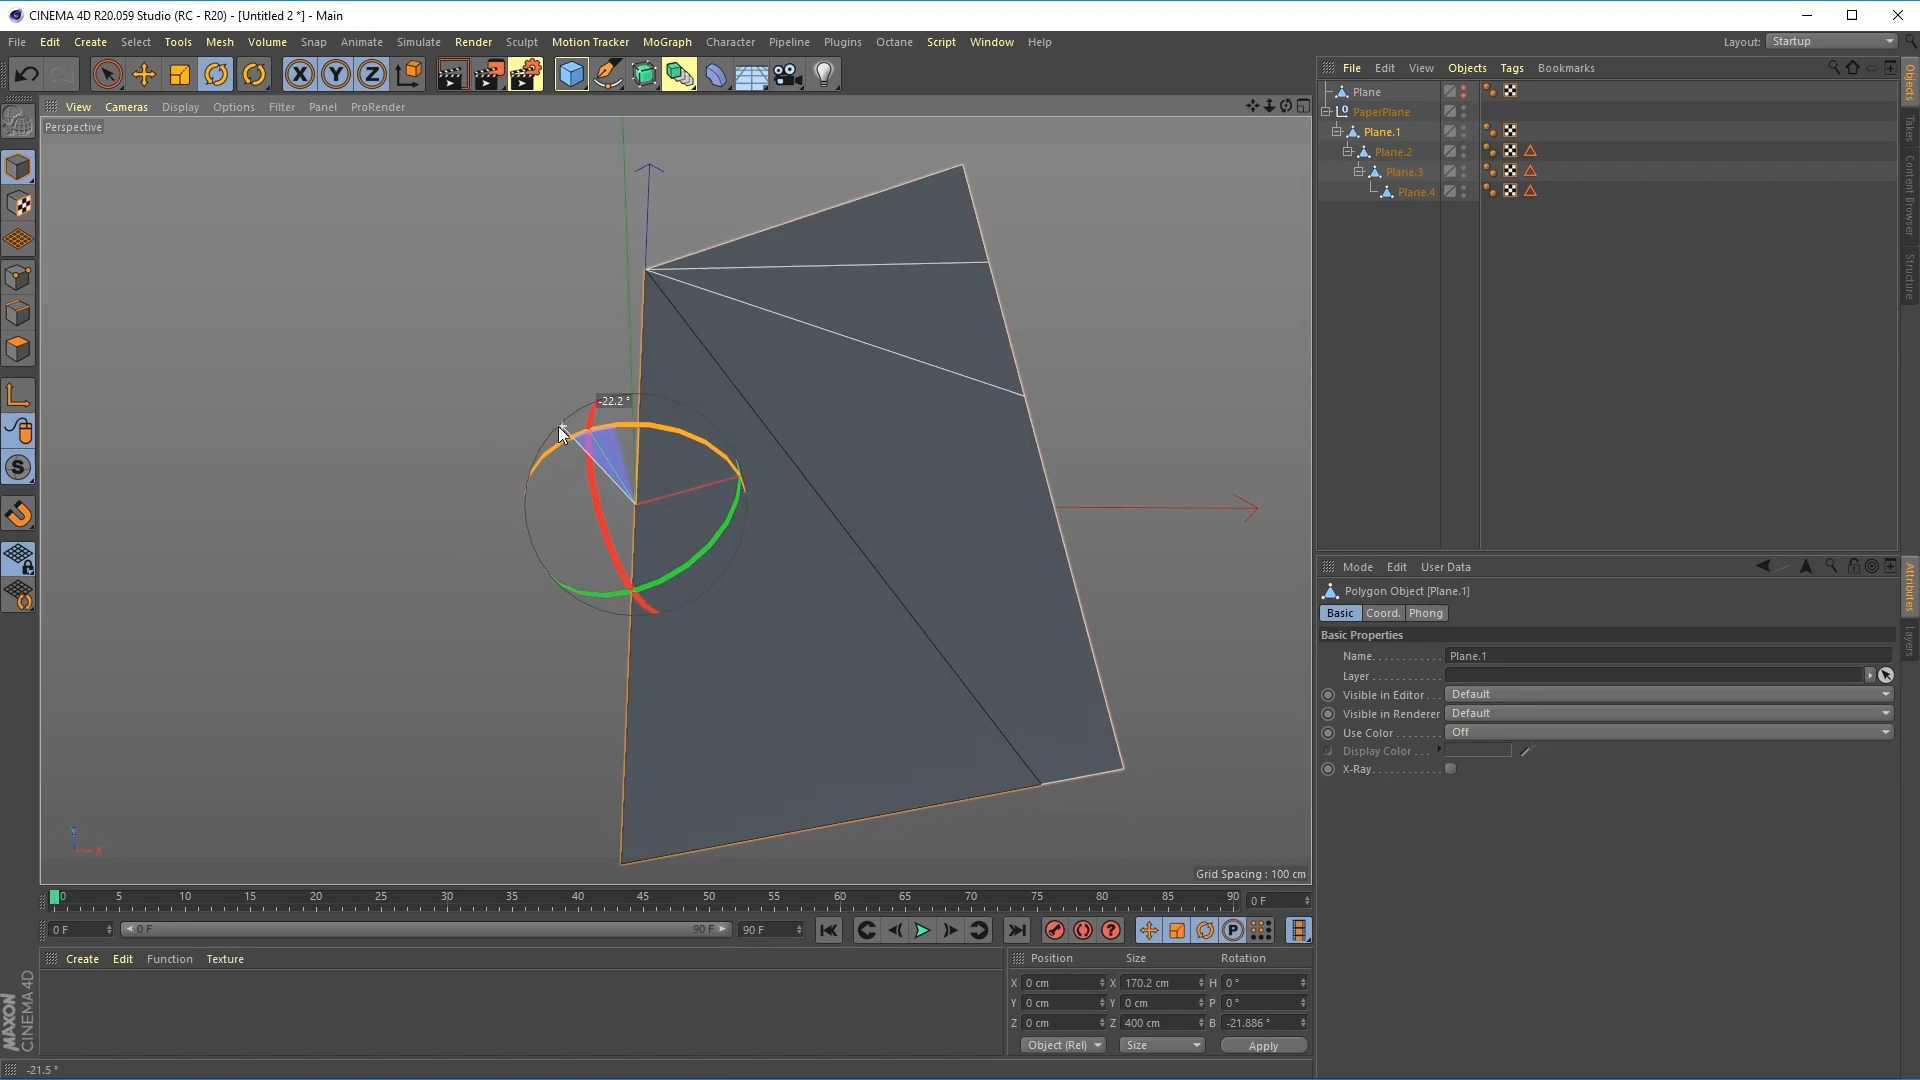 CINEMA 4D R20.059 Studio (RC - R20) - [Untitled 2 *] - Main
File Edit Create Select Tools Mesh Volume Snap Animate Simulate Render Sculpt Motion Tracker MoGraph Character Pipeline Plugins Octane Script Window Help Layout: Startup
X Y Z
View Cameras Display Options Filter Panel ProRender
Perspective
-22.2 °
Y
X
Grid Spacing : 100 cm
File Edit View Objects Tags Bookmarks
Plane
PaperPlane
Plane.1
Plane.2
Plane.3
Plane.4
Objects
Takes
Content Browser
Structure
Mode Edit User Data
Polygon Object [Plane.1]
Basic Coord. Phong
Basic Properties
Name. . . . . . . . . . . . Plane.1
Layer . . . . . . . . . . . .
Visible in Editor . . . Default
Visible in Renderer Default
Use Color . . . . . . . . Off
Display Color . . .
X-Ray. . . . . . . . . . . .
Attributes
Layers
0 5 10 15 20 25 30 35 40 45 50 55 60 65 70 75 80 85 90 0 F
0 F 0 F 90 F 90 F
P
Create Edit Function Texture
Position Size Rotation
X 0 cm X 170.2 cm H 0 °
Y 0 cm Y 0 cm P 0 °
Z 0 cm Z 400 cm B -21.886 °
Object (Rel) Size Apply
MAXON
CINEMA 4D
-21.5 °